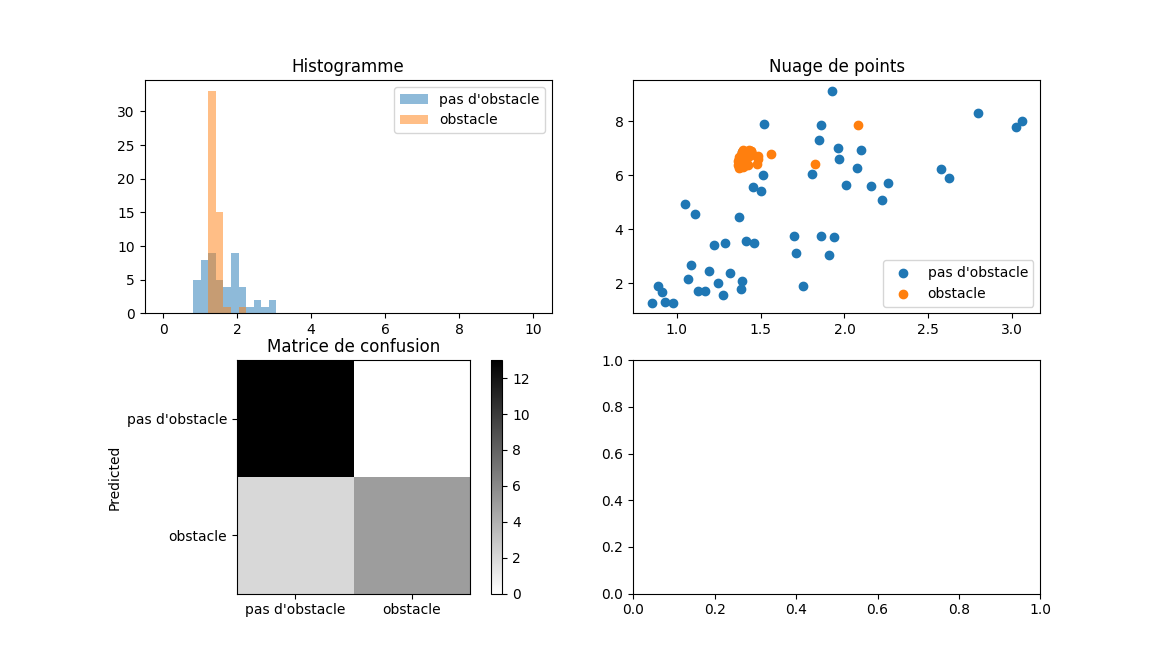 Histogramme
pas d'obstacle
obstacle
30
25
20
15
10
5
0
0 2 4 6 8 10
Nuage de points
8
6
4
2
pas d'obstacle
obstacle
1.0 1.5 2.0 2.5 3.0
Matrice de confusion
Predicted
pas d'obstacle
obstacle
pas d'obstacle obstacle
12
10
8
6
4
2
0
1.0
0.8
0.6
0.4
0.2
0.0
0.0 0.2 0.4 0.6 0.8 1.0